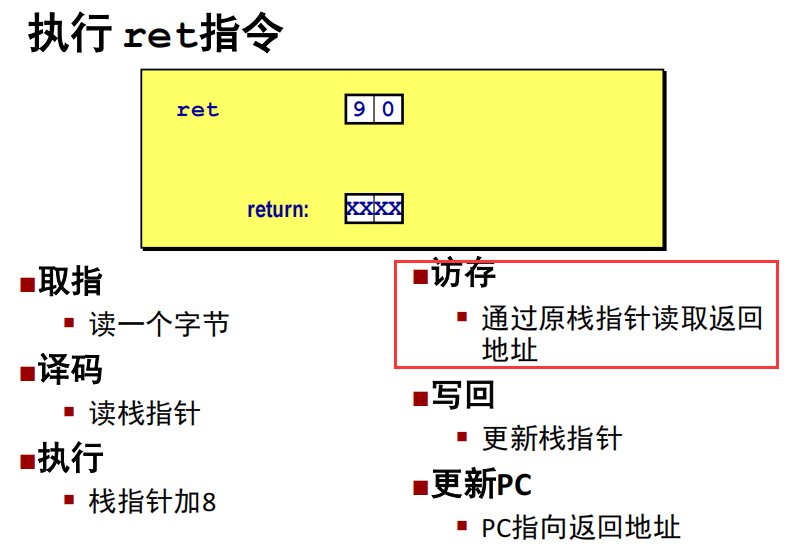 执行 ret指令
ret 9 0
return: xx xx
■取指
▪ 读一个字节
■译码
▪ 读栈指针
■执行
▪ 栈指针加8
■访存
▪ 通过原栈指针读取返回
地址
■写回
▪ 更新栈指针
■更新PC
▪ PC指向返回地址